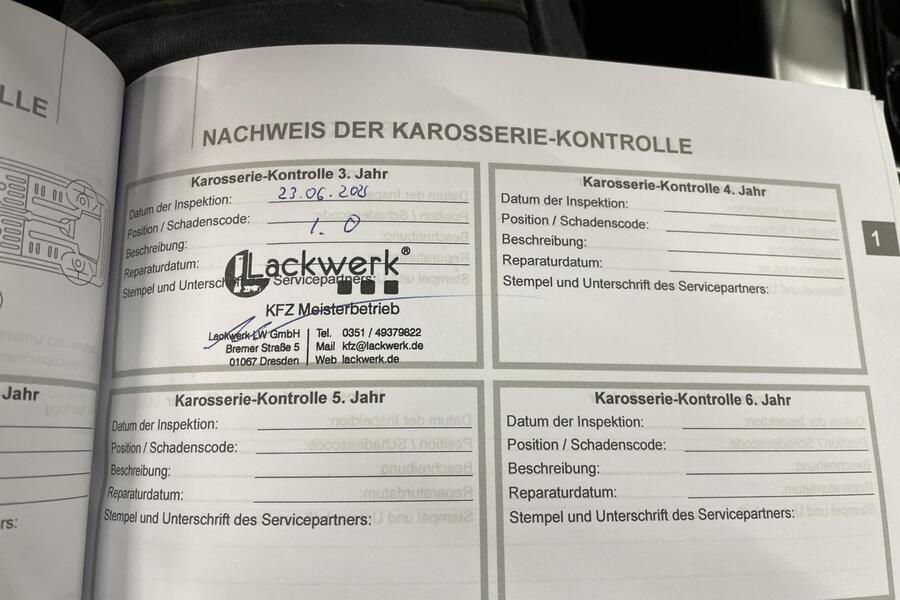 LLE
NACHWEIS DER KAROSSERIE-KONTROLLE
Karosserie-Kontrolle 3. Jahr
Datum der Inspektion: 23.06.2025
Position / Schadenscode: 1. 0
Beschreibung:
Reparaturdatum:
Stempel und Unterschrift des Servicepartners:
Lackwerk®
KFZ Meisterbetrieb
Lackwerk LW GmbH
Bremer Straße 5
01067 Dresden
Tel. 0351 / 49379822
Mail kfz@lackwerk.de
Web lackwerk.de
Karosserie-Kontrolle 4. Jahr
Datum der Inspektion:
Position / Schadenscode:
Beschreibung:
Reparaturdatum:
Stempel und Unterschrift des Servicepartners:
1
Jahr
rs:
Karosserie-Kontrolle 5. Jahr
Datum der Inspektion:
Position / Schadenscode:
Beschreibung:
Reparaturdatum:
Stempel und Unterschrift des Servicepartners:
Karosserie-Kontrolle 6. Jahr
Datum der Inspektion:
Position / Schadenscode:
Beschreibung:
Reparaturdatum:
Stempel und Unterschrift des Servicepartners: